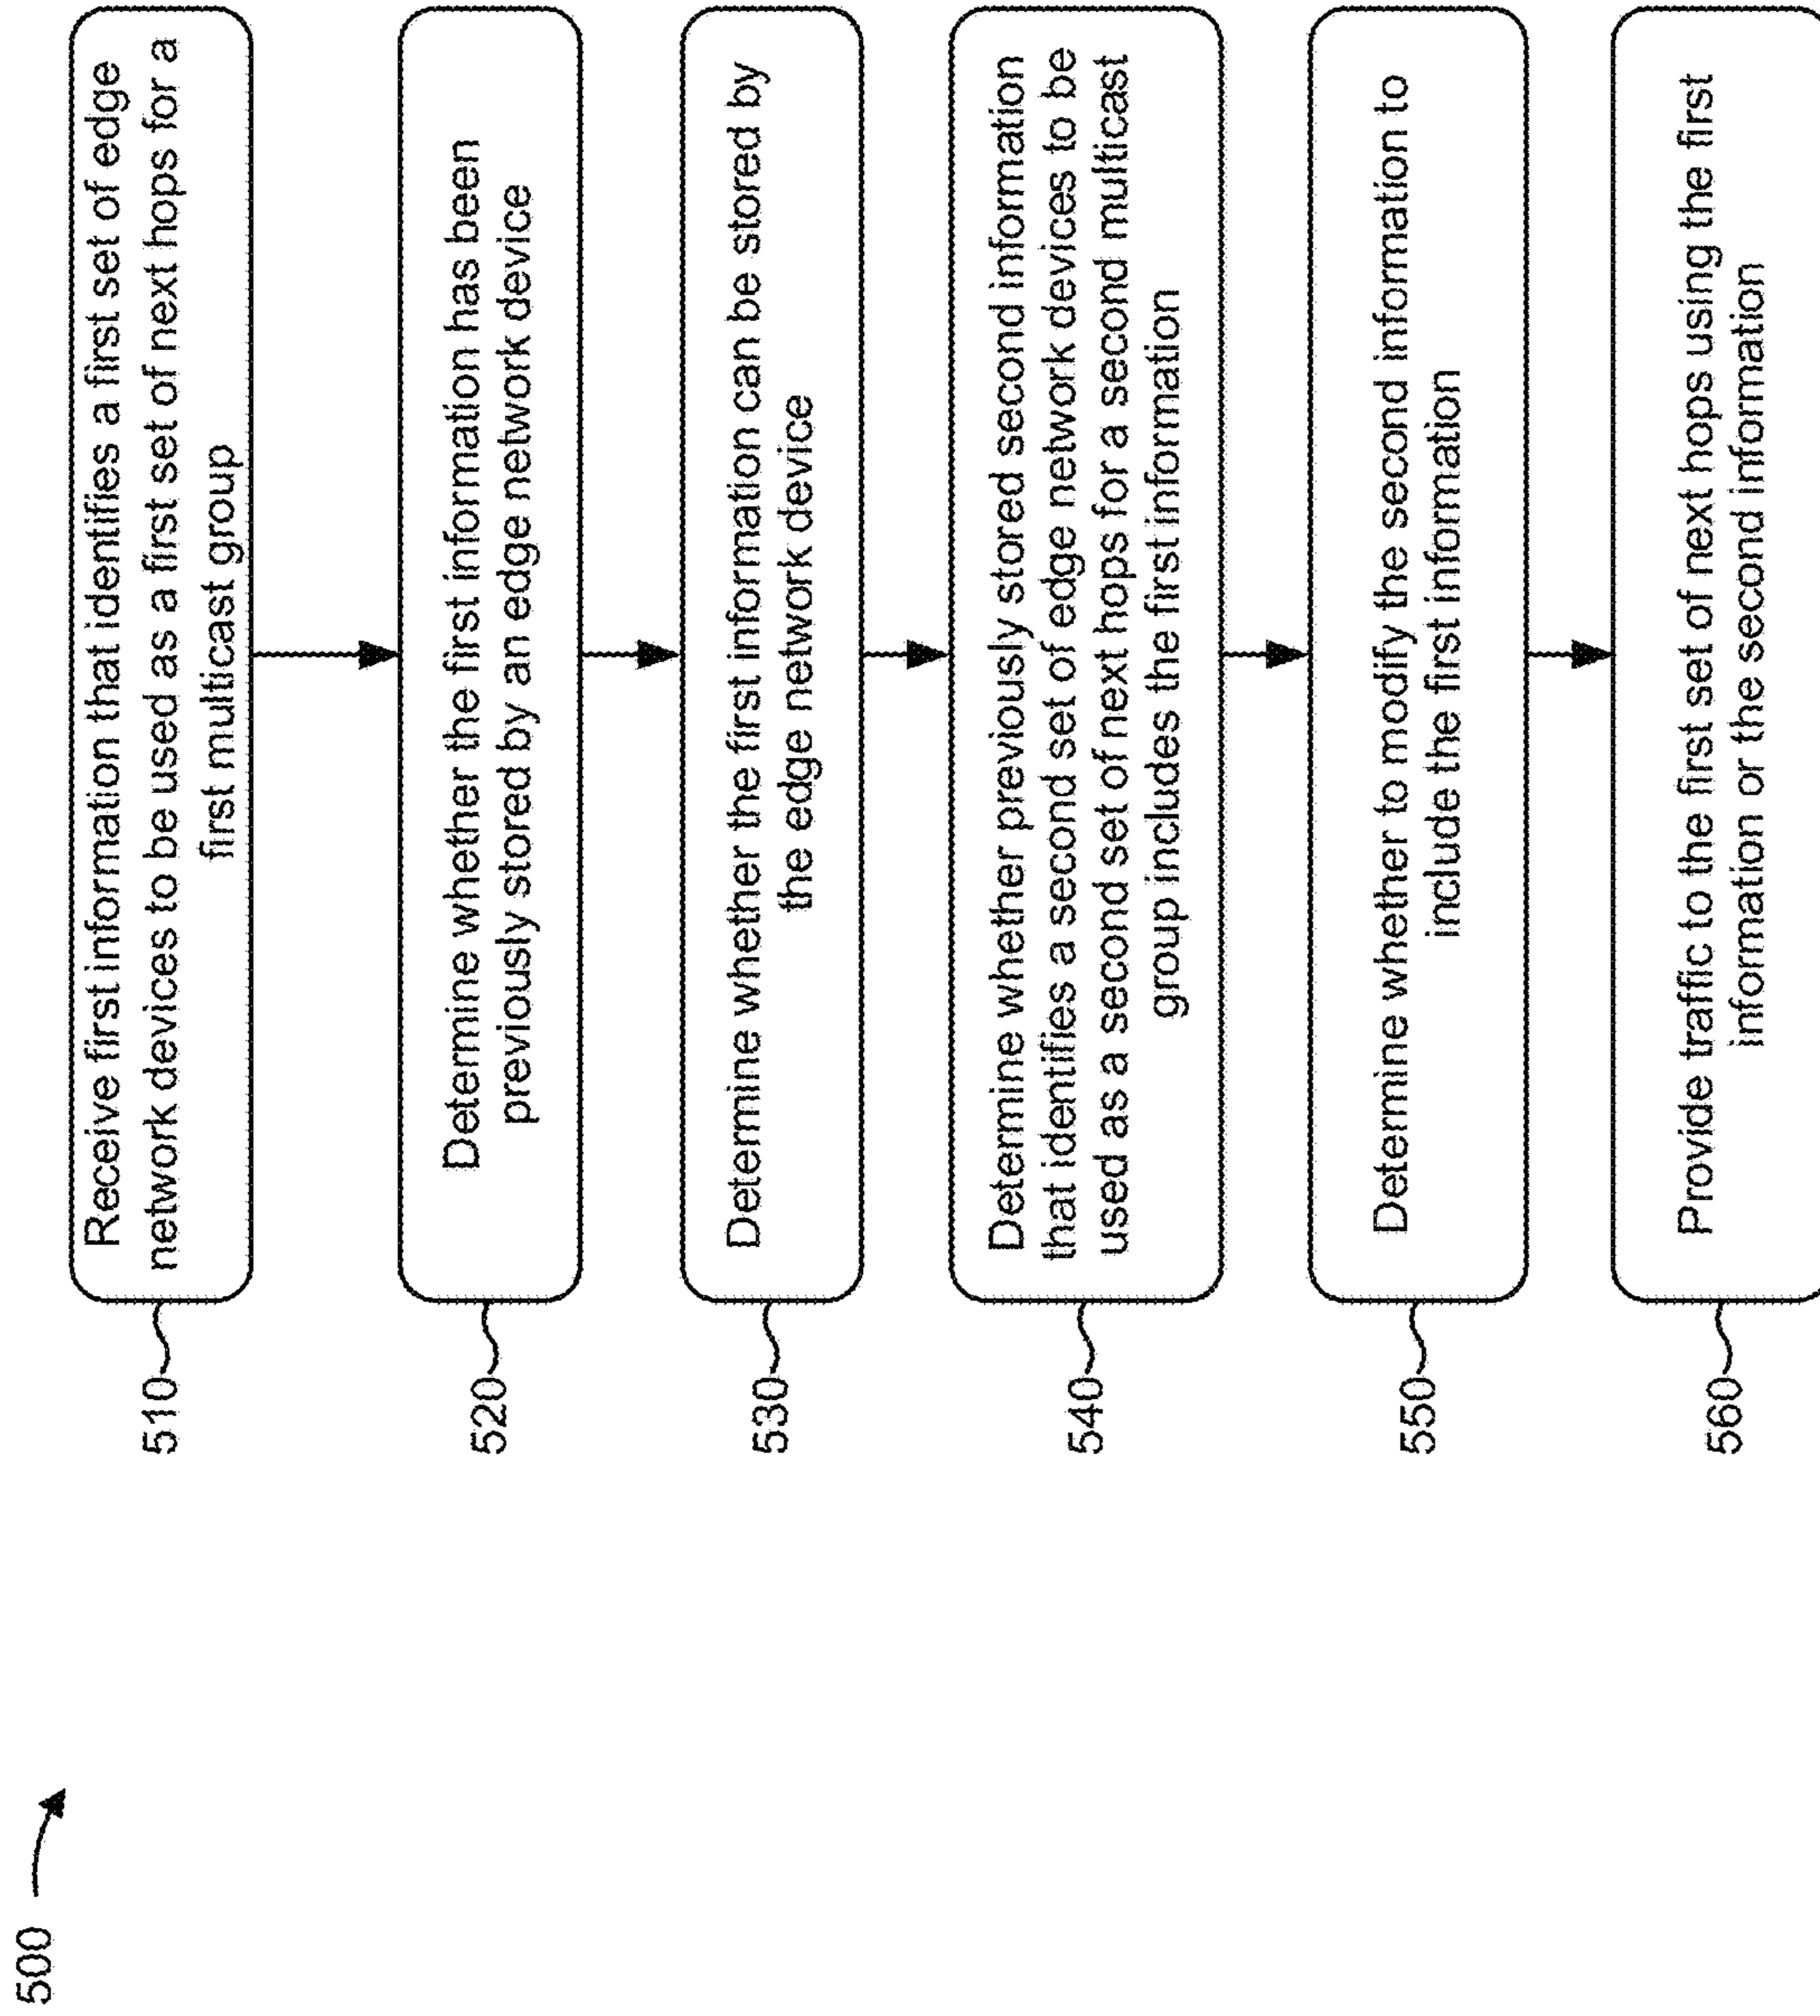 500
510
Receive first information that identifies a first set of edge
network devices to be used as a first set of next hops for a
first multicast group
520
Determine whether the first information has been
previously stored by an edge network device
530
Determine whether the first information can be stored by
the edge network device
540
Determine whether previously stored second information
that identifies a second set of edge network devices to be
used as a second set of next hops for a second multicast
group includes the first information
550
Determine whether to modify the second information to
include the first information
560
Provide traffic to the first set of next hops using the first
information or the second information